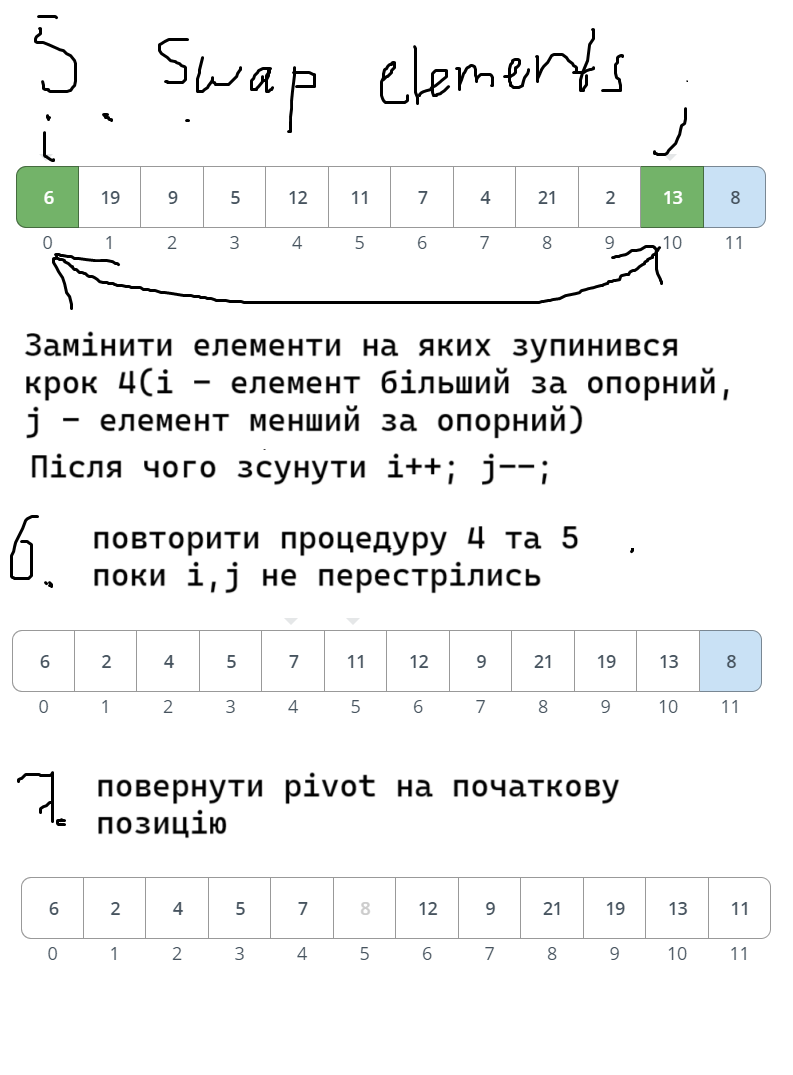 5. Swap elements
i j
6 19 9 5 12 11 7 4 21 2 13 8
0 1 2 3 4 5 6 7 8 9 10 11
Замінити елементи на яких зупинився
крок 4(i – елемент більший за опорний,
j – елемент менший за опорний)
Після чого зсунути i++; j--;
6. повторити процедуру 4 та 5
поки i,j не перестрілись
6 2 4 5 7 11 12 9 21 19 13 8
0 1 2 3 4 5 6 7 8 9 10 11
7. повернути pivot на початкову
позицію
6 2 4 5 7 8 12 9 21 19 13 11
0 1 2 3 4 5 6 7 8 9 10 11